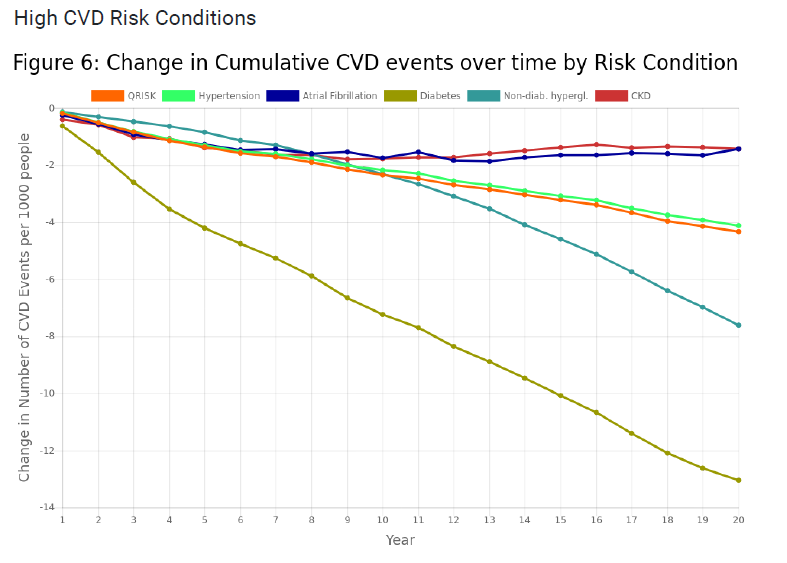 High CVD Risk Conditions
Figure 6: Change in Cumulative CVD events over time by Risk Condition
QRISK Hypertension Atrial Fibrillation Diabetes Non-diab. hypergl. CKD
Change in Number of CVD Events per 1000 people
0
-2
-4
-6
-8
-10
-12
-14
1 2 3 4 5 6 7 8 9 10 11 12 13 14 15 16 17 18 19 20
Year